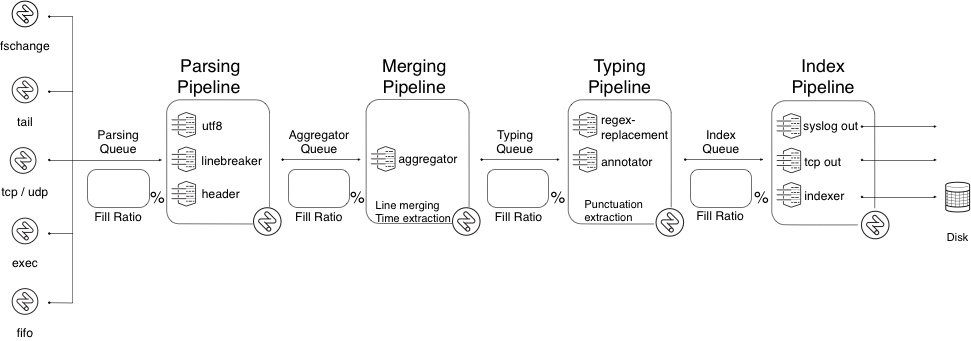 fschange
tail
tcp / udp
exec
fifo
Parsing
Queue
%
Fill Ratio
Parsing
Pipeline
utf8
linebreaker
header
Aggregator
Queue
%
Fill Ratio
Merging
Pipeline
aggregator
Line merging
Time extraction
Typing
Queue
%
Fill Ratio
Typing
Pipeline
regex-
replacement
annotator
Punctuation
extraction
Index
Queue
%
Fill Ratio
Index
Pipeline
syslog out
tcp out
indexer
Disk